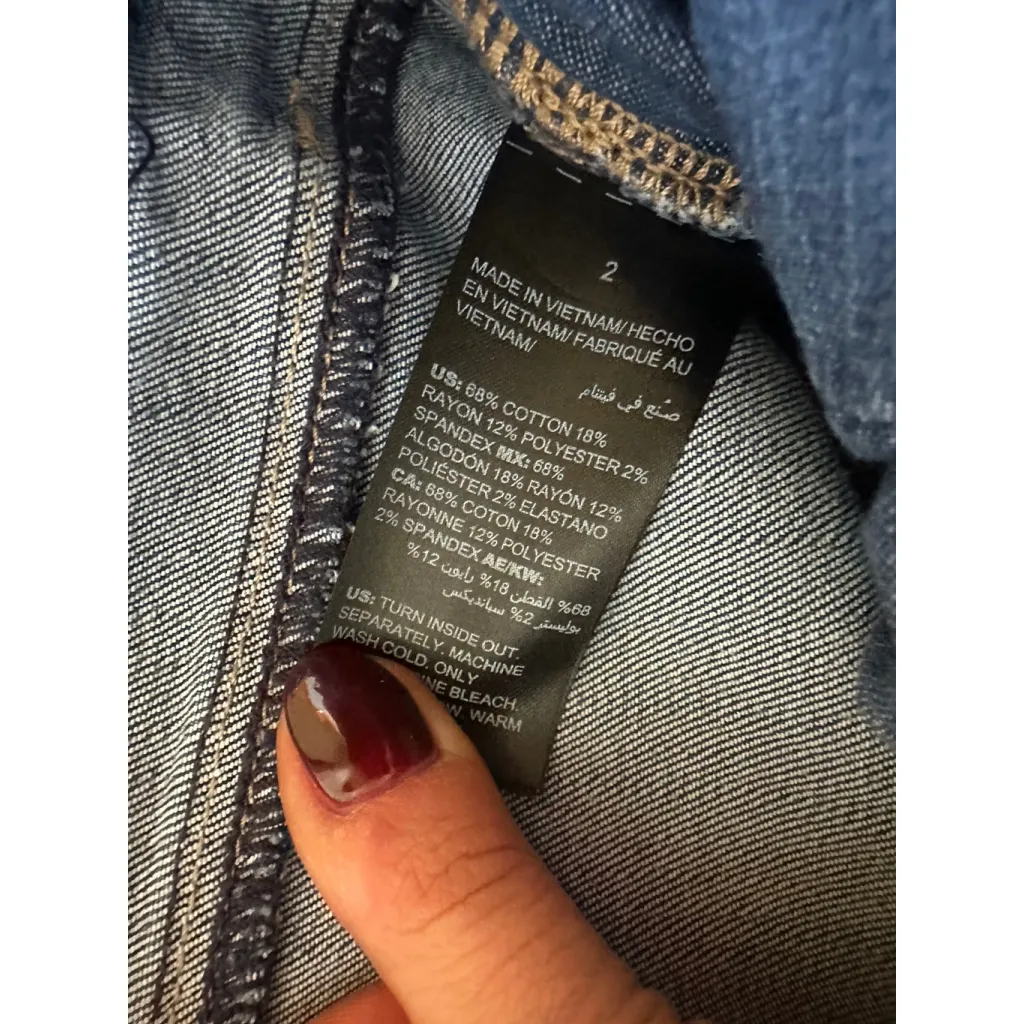 2
MADE IN VIETNAM/ HECHO
EN VIETNAM/ FABRIQUÉ AU
VIETNAM/
صنع في فيتنام
US: 68% COTTON 18%
RAYON 12% POLYESTER 2%
SPANDEX MX: 68%
ALGODÓN 18% RAYÓN 12%
POLIÉSTER 2% ELASTANO
CA: 68% COTON 18%
RAYONNE 12% POLYESTER
2% SPANDEX AE/KW:
68% القطن 18% رايون 12%
بوليستر 2% سباندیکس
US: TURN INSIDE OUT.
SEPARATELY. MACHINE
WASH COLD. ONLY
BLEACH.
WARM